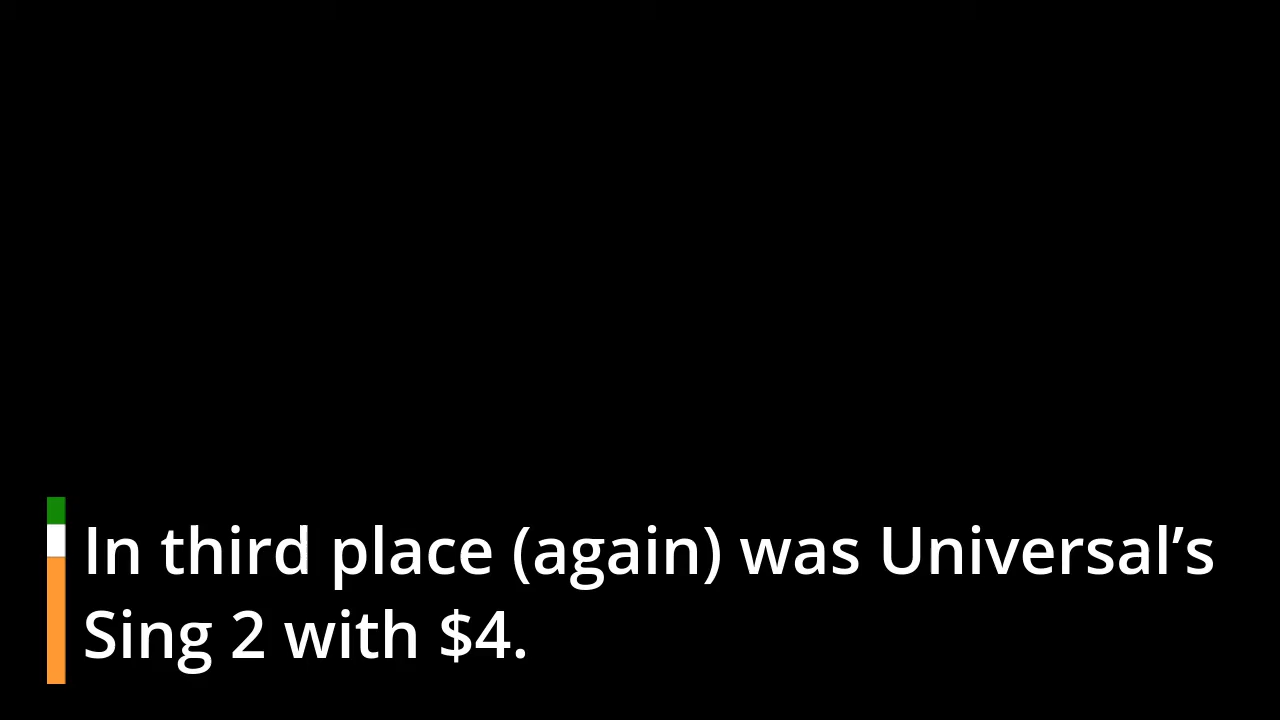 In third place (again) was Universal’s
Sing 2 with $4.